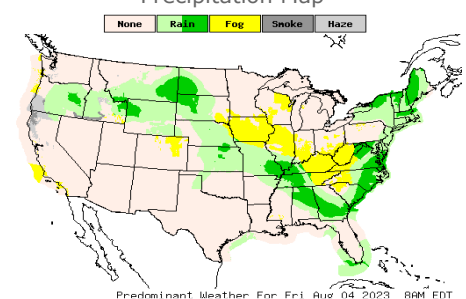 Precipitation Map
None Rain Fog Smoke Haze
Predominant Weather For Fri Aug 04 2023 8AM EDT